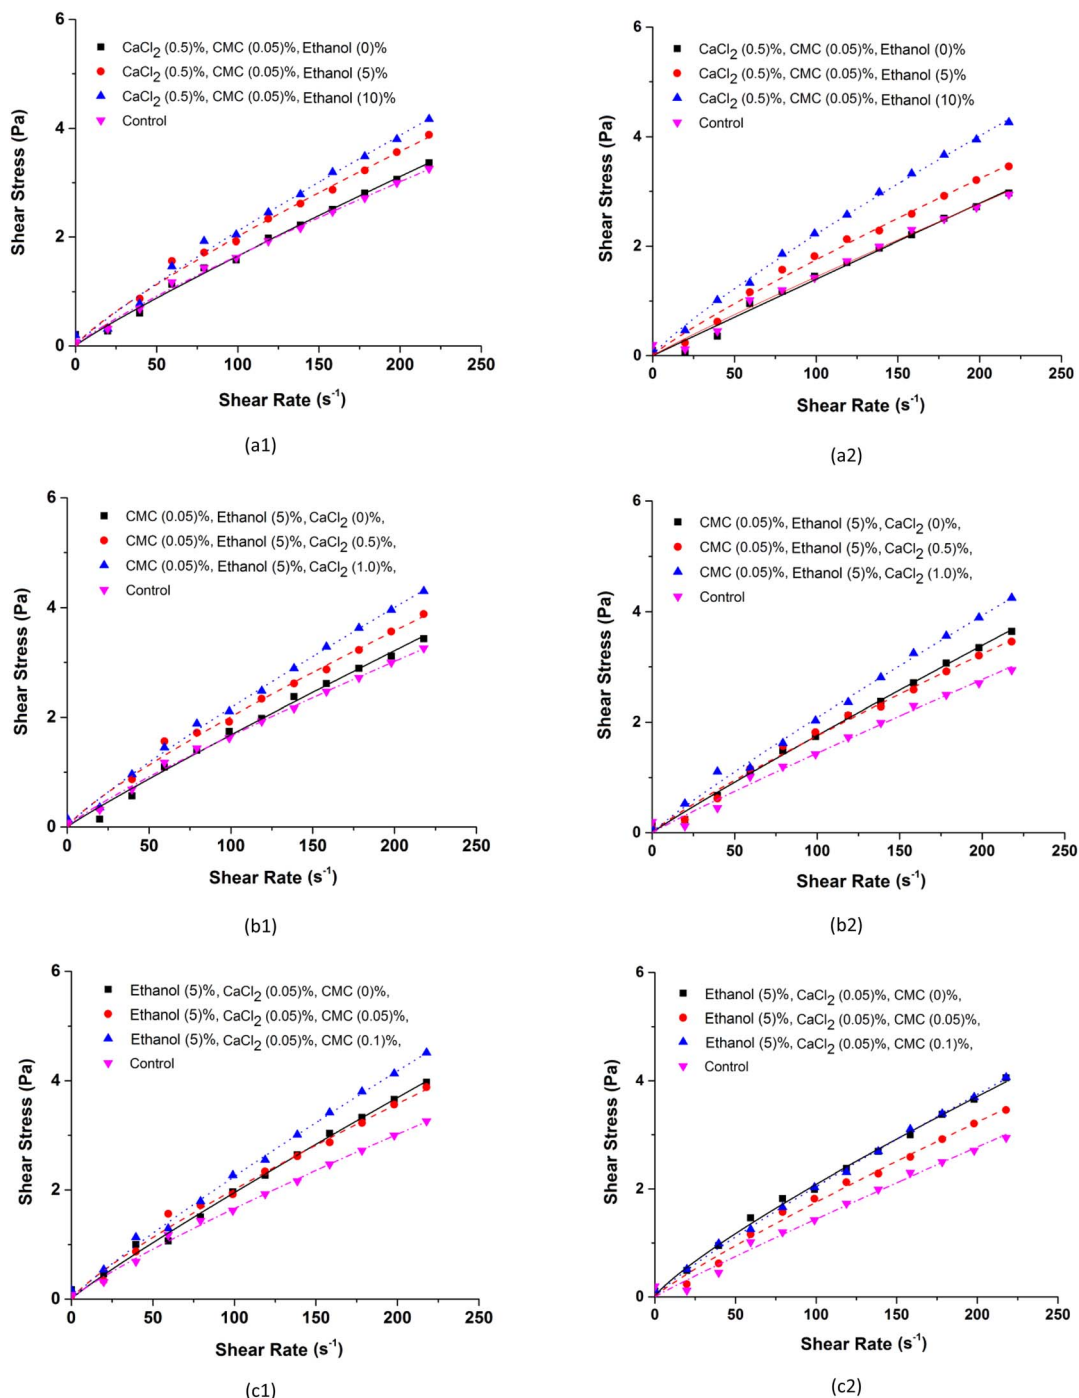 6
CaCl2 (0.5)%, CMC (0.05)%, Ethanol (0)%
CaCl2 (0.5)%, CMC (0.05)%, Ethanol (5)%
CaCl2 (0.5)%, CMC (0.05)%, Ethanol (10)%
Control
4
2
0
Shear Stress (Pa)
0 50 100 150 200 250
Shear Rate (s-1)
(a1)
6
CaCl2 (0.5)%, CMC (0.05)%, Ethanol (0)%
CaCl2 (0.5)%, CMC (0.05)%, Ethanol (5)%
CaCl2 (0.5)%, CMC (0.05)%, Ethanol (10)%
Control
4
2
0
Shear Stress (Pa)
0 50 100 150 200 250
Shear Rate (s-1)
(a2)
6
CMC (0.05)%, Ethanol (5)%, CaCl2 (0)%,
CMC (0.05)%, Ethanol (5)%, CaCl2 (0.5)%,
CMC (0.05)%, Ethanol (5)%, CaCl2 (1.0)%,
Control
4
2
0
Shear Stress (Pa)
0 50 100 150 200 250
Shear Rate (s-1)
(b1)
6
CMC (0.05)%, Ethanol (5)%, CaCl2 (0)%,
CMC (0.05)%, Ethanol (5)%, CaCl2 (0.5)%,
CMC (0.05)%, Ethanol (5)%, CaCl2 (1.0)%,
Control
4
2
0
Shear Stress (Pa)
0 50 100 150 200 250
Shear Rate (s-1)
(b2)
6
Ethanol (5)%, CaCl2 (0.05)%, CMC (0)%,
Ethanol (5)%, CaCl2 (0.05)%, CMC (0.05)%,
Ethanol (5)%, CaCl2 (0.05)%, CMC (0.1)%,
Control
4
2
0
Shear Stress (Pa)
0 50 100 150 200 250
Shear Rate (s-1)
(c1)
6
Ethanol (5)%, CaCl2 (0.05)%, CMC (0)%,
Ethanol (5)%, CaCl2 (0.05)%, CMC (0.05)%,
Ethanol (5)%, CaCl2 (0.05)%, CMC (0.1)%,
Control
4
2
0
Shear Stress (Pa)
0 50 100 150 200 250
Shear Rate (s-1)
(c2)